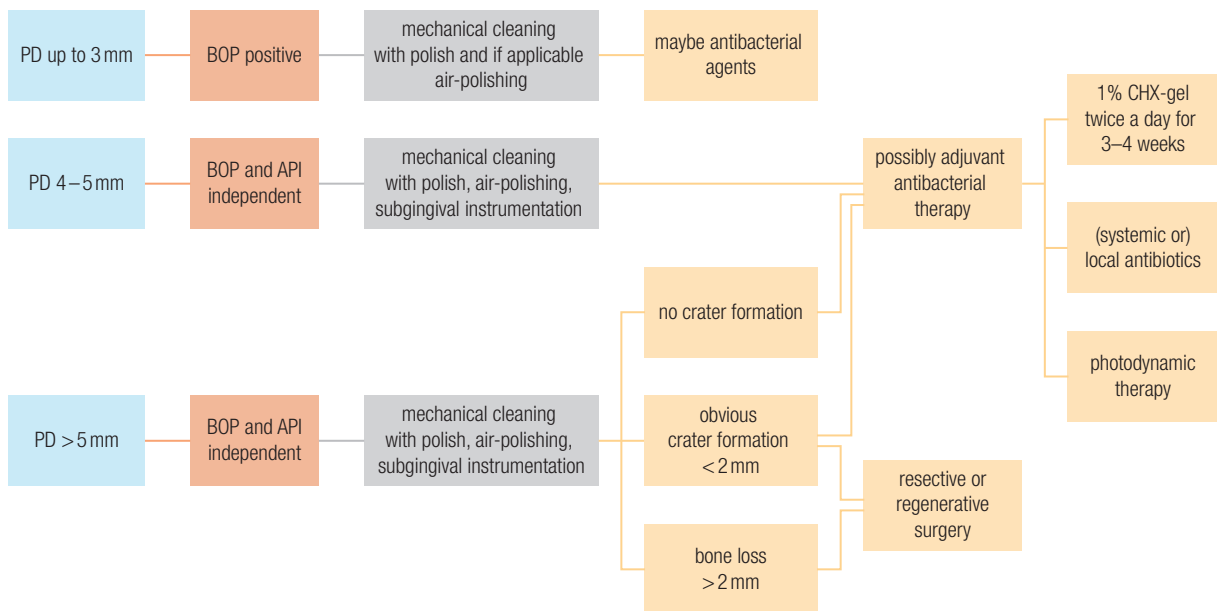 PD up to 3 mm
BOP positive
mechanical cleaning
with polish and if applicable
air-polishing
maybe antibacterial
agents
1% CHX-gel
twice a day for
3–4 weeks
PD 4–5 mm
BOP and API
independent
mechanical cleaning
with polish, air-polishing,
subgingival instrumentation
possibly adjuvant
antibacterial
therapy
(systemic or)
local antibiotics
no crater formation
photodynamic
therapy
PD > 5 mm
BOP and API
independent
mechanical cleaning
with polish, air-polishing,
subgingival instrumentation
obvious
crater formation
< 2 mm
resective or
regenerative
surgery
bone loss
> 2 mm